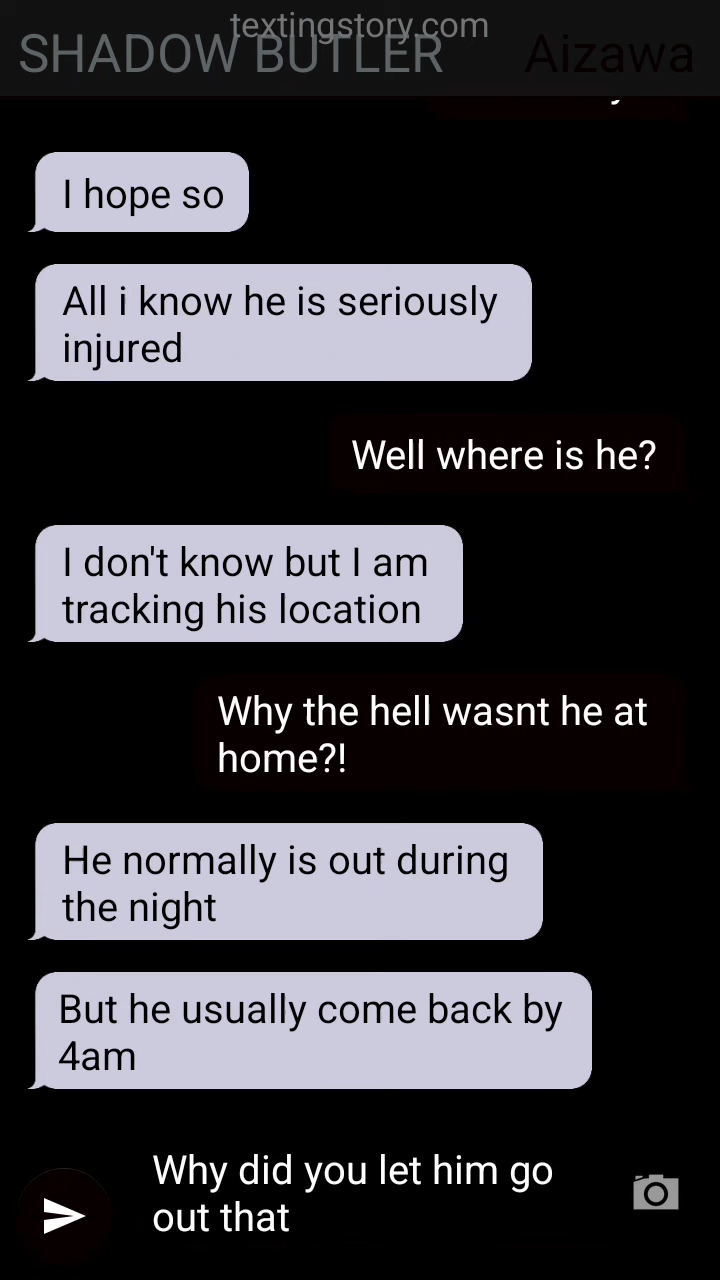 textingstory.com
SHADOW BUTLER Aizawa
I hope so
All i know he is seriously
injured
Well where is he?
I don't know but I am
tracking his location
Why the hell wasnt he at
home?!
He normally is out during
the night
But he usually come back by
4am
Why did you let him go
out that